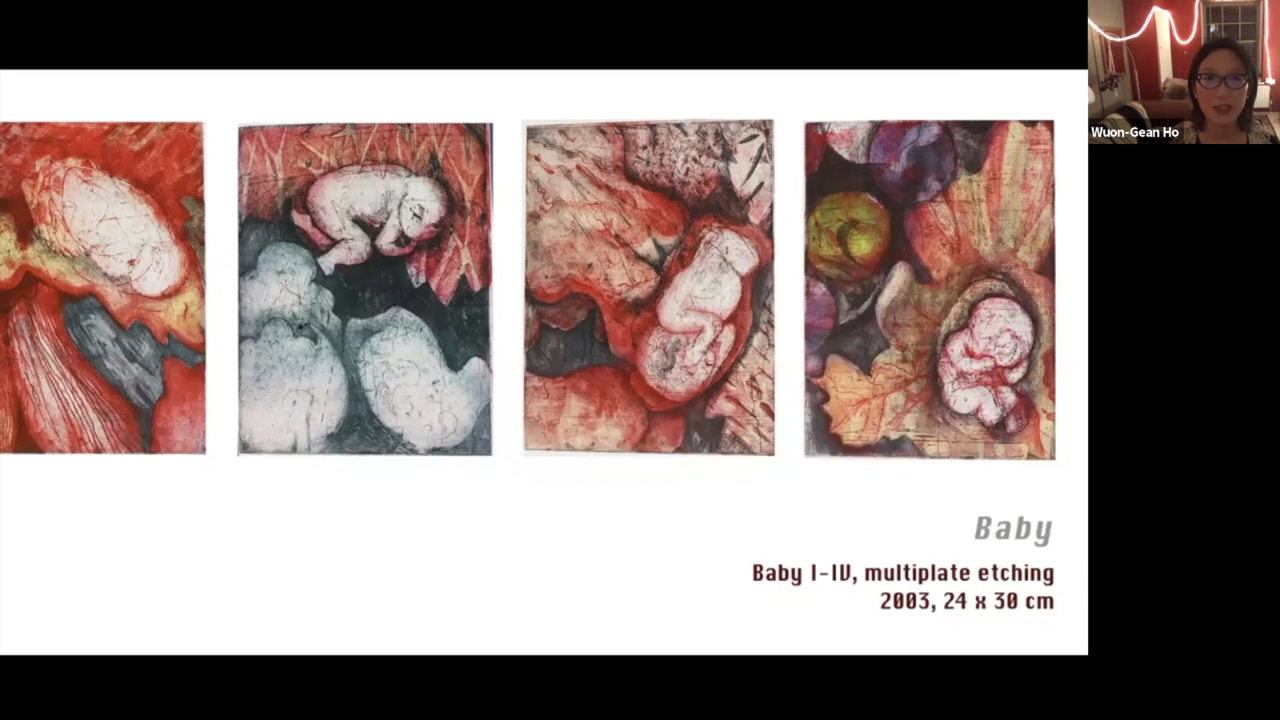 Wuon-Gean Ho
Baby
Baby I-IV, multiplate etching
2003, 24 x 30 cm